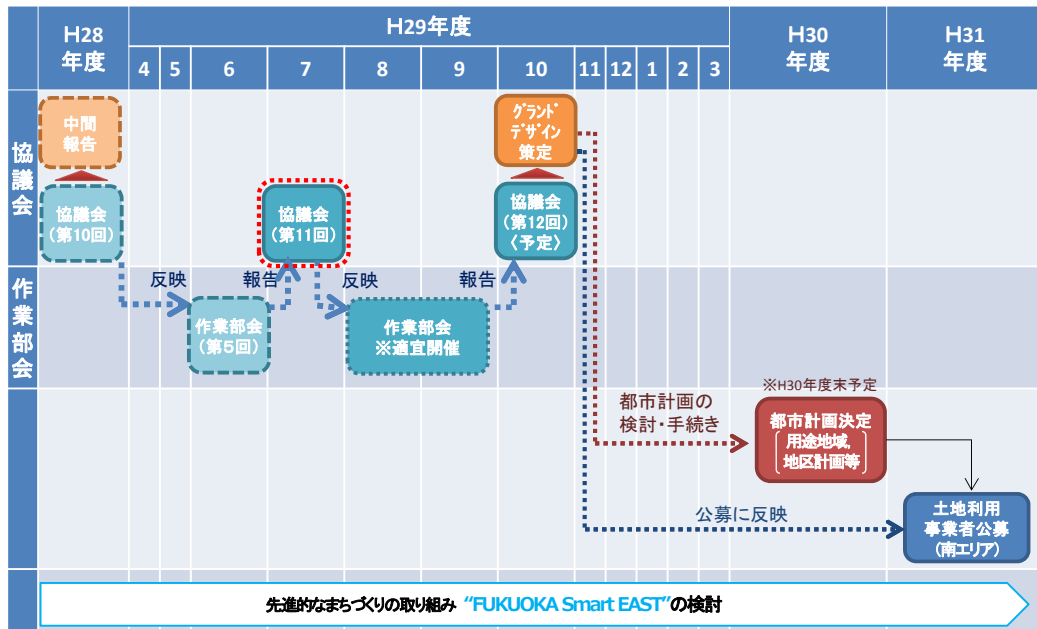 H28
年度
H29年度
4 5 6 7 8 9 10 11 12 1 2 3
H30
年度
H31
年度
協議会
中間
報告
協議会
(第10回)
協議会
(第11回)
グランド
デザイン
策定
協議会
(第12回)
〈予定〉
反映
報告
反映
報告
作業部会
作業部会
(第5回)
作業部会
※適宜開催
都市計画の
検討・手続き
※H30年度末予定
都市計画決定
用途地域,
地区計画等
公募に反映
土地利用
事業者公募
(南エリア)
先進的なまちづくりの取り組み “FUKUOKA Smart EAST”の検討